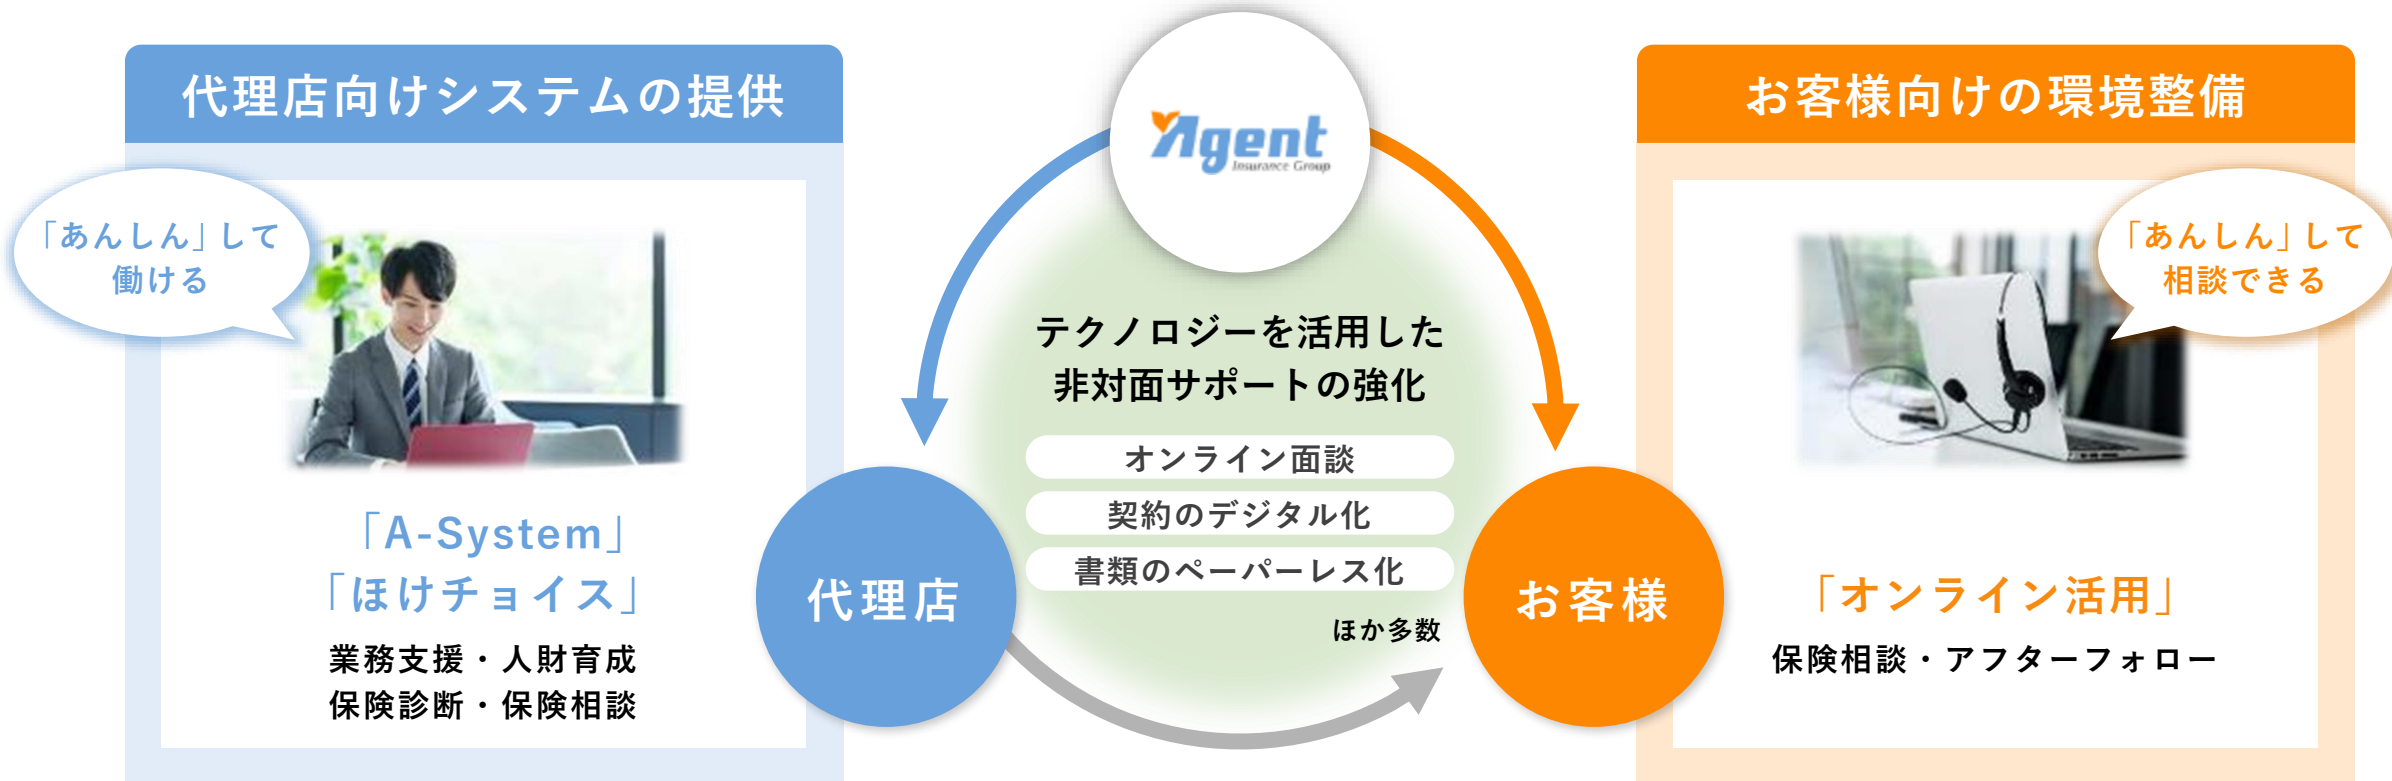 代理店向けシステムの提供
「あんしん」して
働ける
「A-System」
「ほけチョイス」
業務支援・人財育成
保険診断・保険相談
Agent
Insurance Group
テクノロジーを活用した
非対面サポートの強化
オンライン面談
契約のデジタル化
書類のペーパーレス化
ほか多数
代理店
お客様
お客様向けの環境整備
「あんしん」して
相談できる
「オンライン活用」
保険相談・アフターフォロー